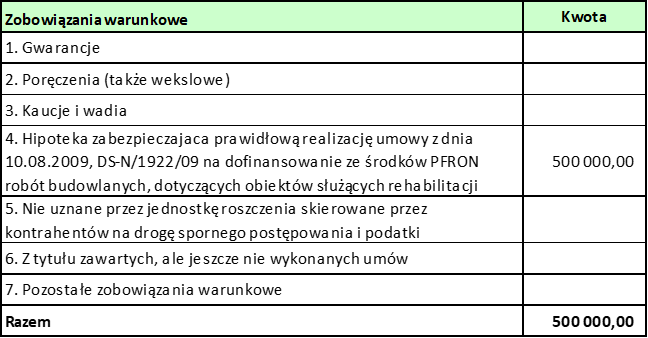 Zobowiązania warunkowe Kwota
1. Gwarancje
2. Poręczenia (także wekslowe)
3. Kaucje i wadia
4. Hipoteka zabezpieczajaca prawidłową realizację umowy z dnia
10.08.2009, DS-N/1922/09 na dofinansowanie ze środków PFRON 500 000,00
robót budowlanych, dotyczących obiektów służących rehabilitacji
5. Nie uznane przez jednostkę roszczenia skierowane przez
kontrahentów na drogę spornego postępowania i podatki
6. Z tytułu zawartych, ale jeszcze nie wykonanych umów
7. Pozostałe zobowiązania warunkowe
Razem 500 000,00